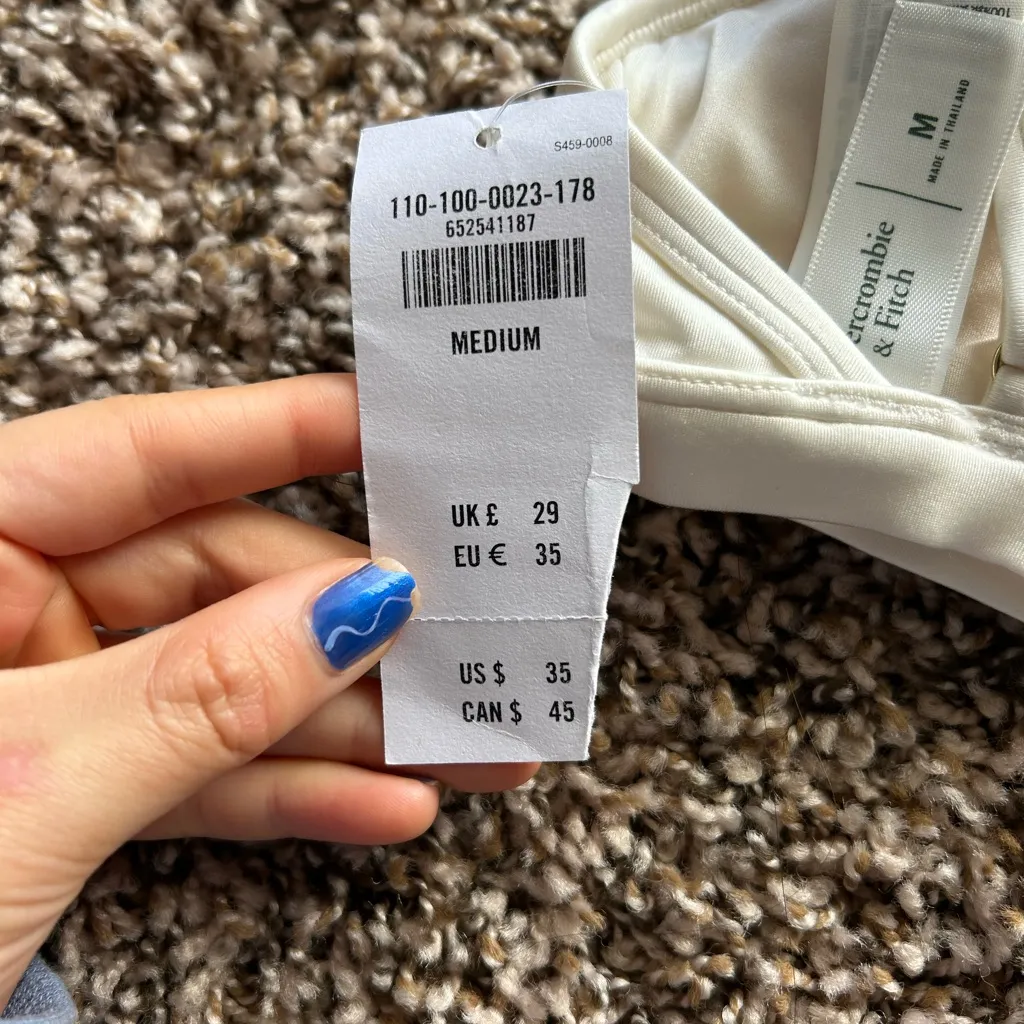 S459-0008
110-100-0023-178
652541187
MEDIUM
UK £ 29
EU € 35
US $ 35
CAN $ 45
M
MADE IN THAILAND
ercrombie
& Fitch